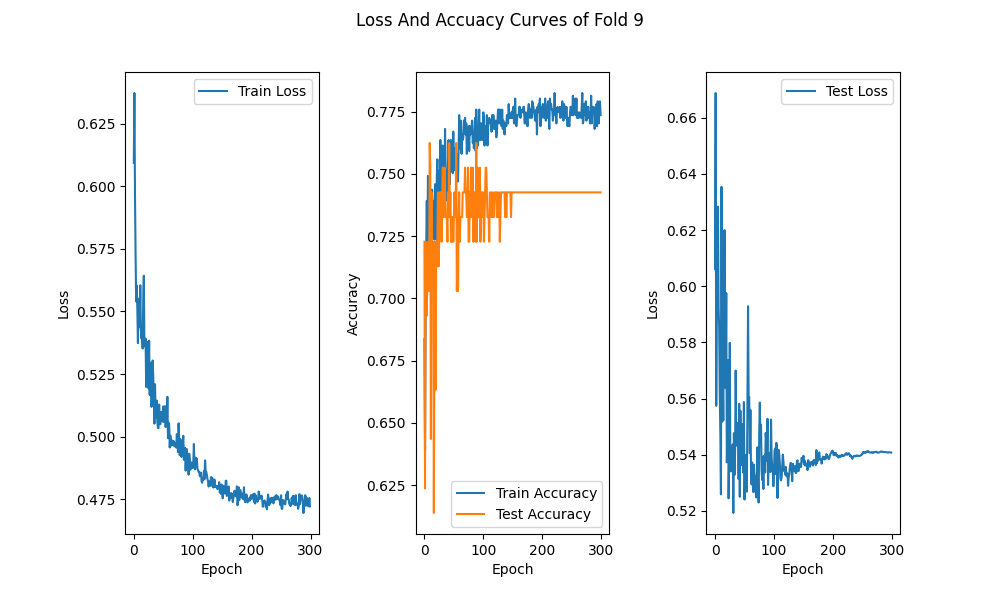 Loss And Accuacy Curves of Fold 9
Train Loss
0.625
0.600
0.575
0.550
0.525
0.500
0.475
Loss
0 100 200 300
Epoch
0.775
0.750
0.725
0.700
0.675
0.650
0.625
Accuracy
Train Accuracy
Test Accuracy
0 100 200 300
Epoch
Test Loss
0.66
0.64
0.62
0.60
0.58
0.56
0.54
0.52
Loss
0 100 200 300
Epoch